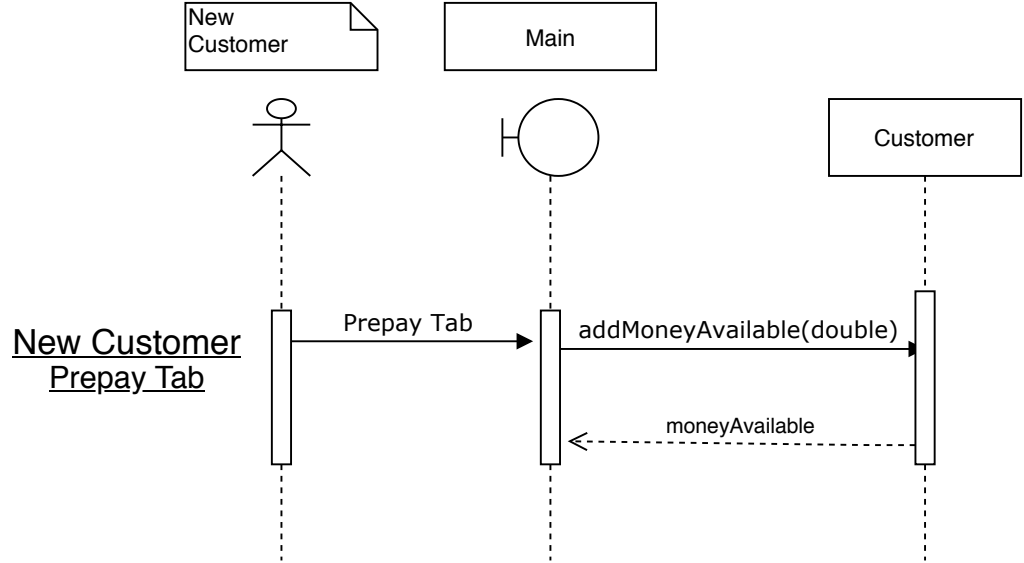 New
Customer
Main
Customer
New Customer
Prepay Tab
Prepay Tab
addMoneyAvailable(double)
moneyAvailable